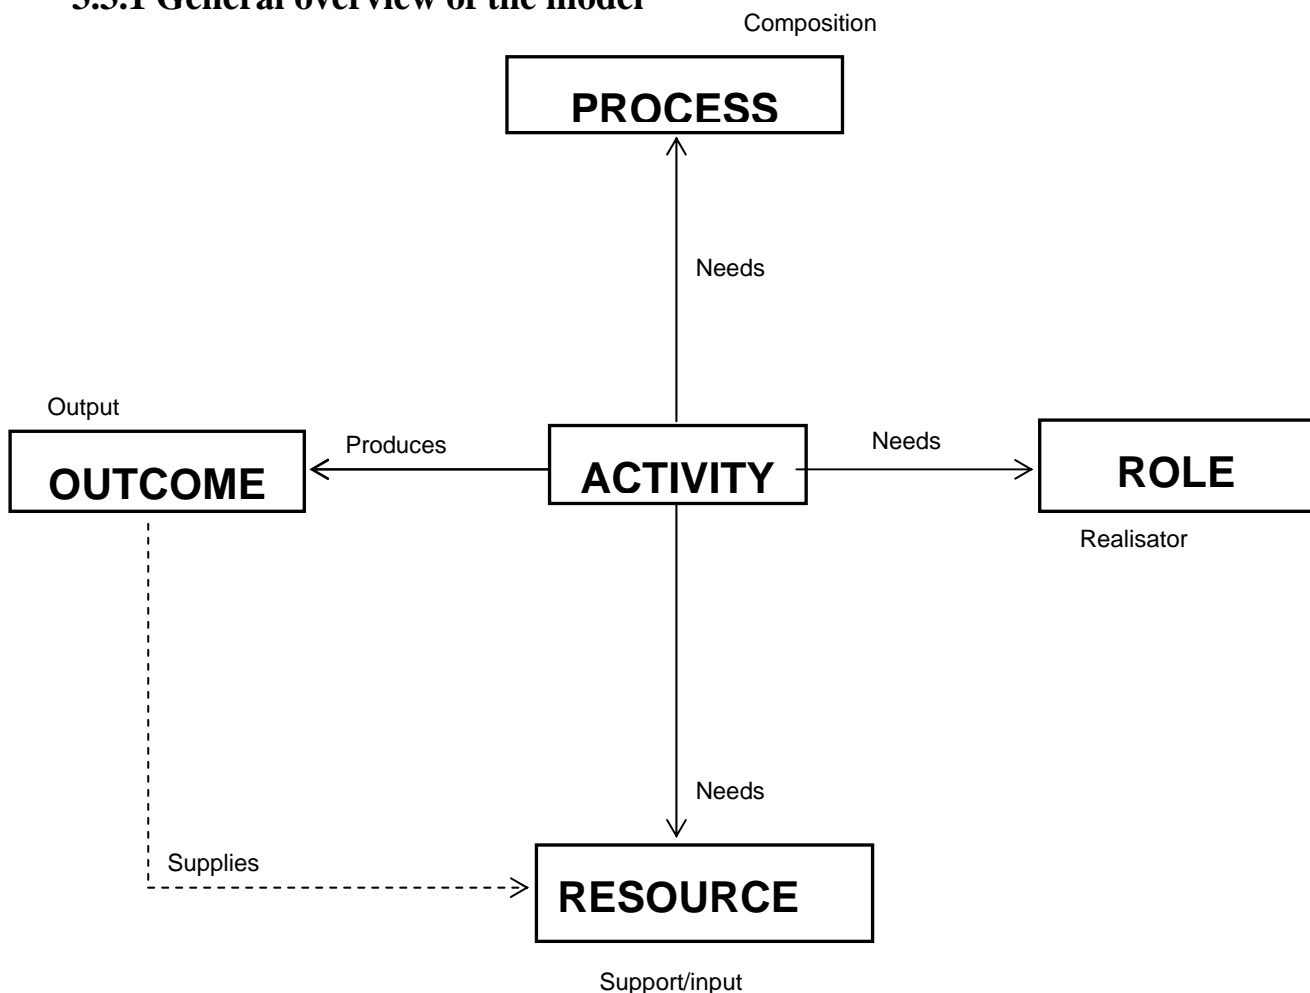 3.3.1 General overview of the model
Composition
PROCESS
Needs
Output
Produces
Needs
OUTCOME
ACTIVITY
ROLE
Realisator
Needs
Supplies
RESOURCE
Support/input